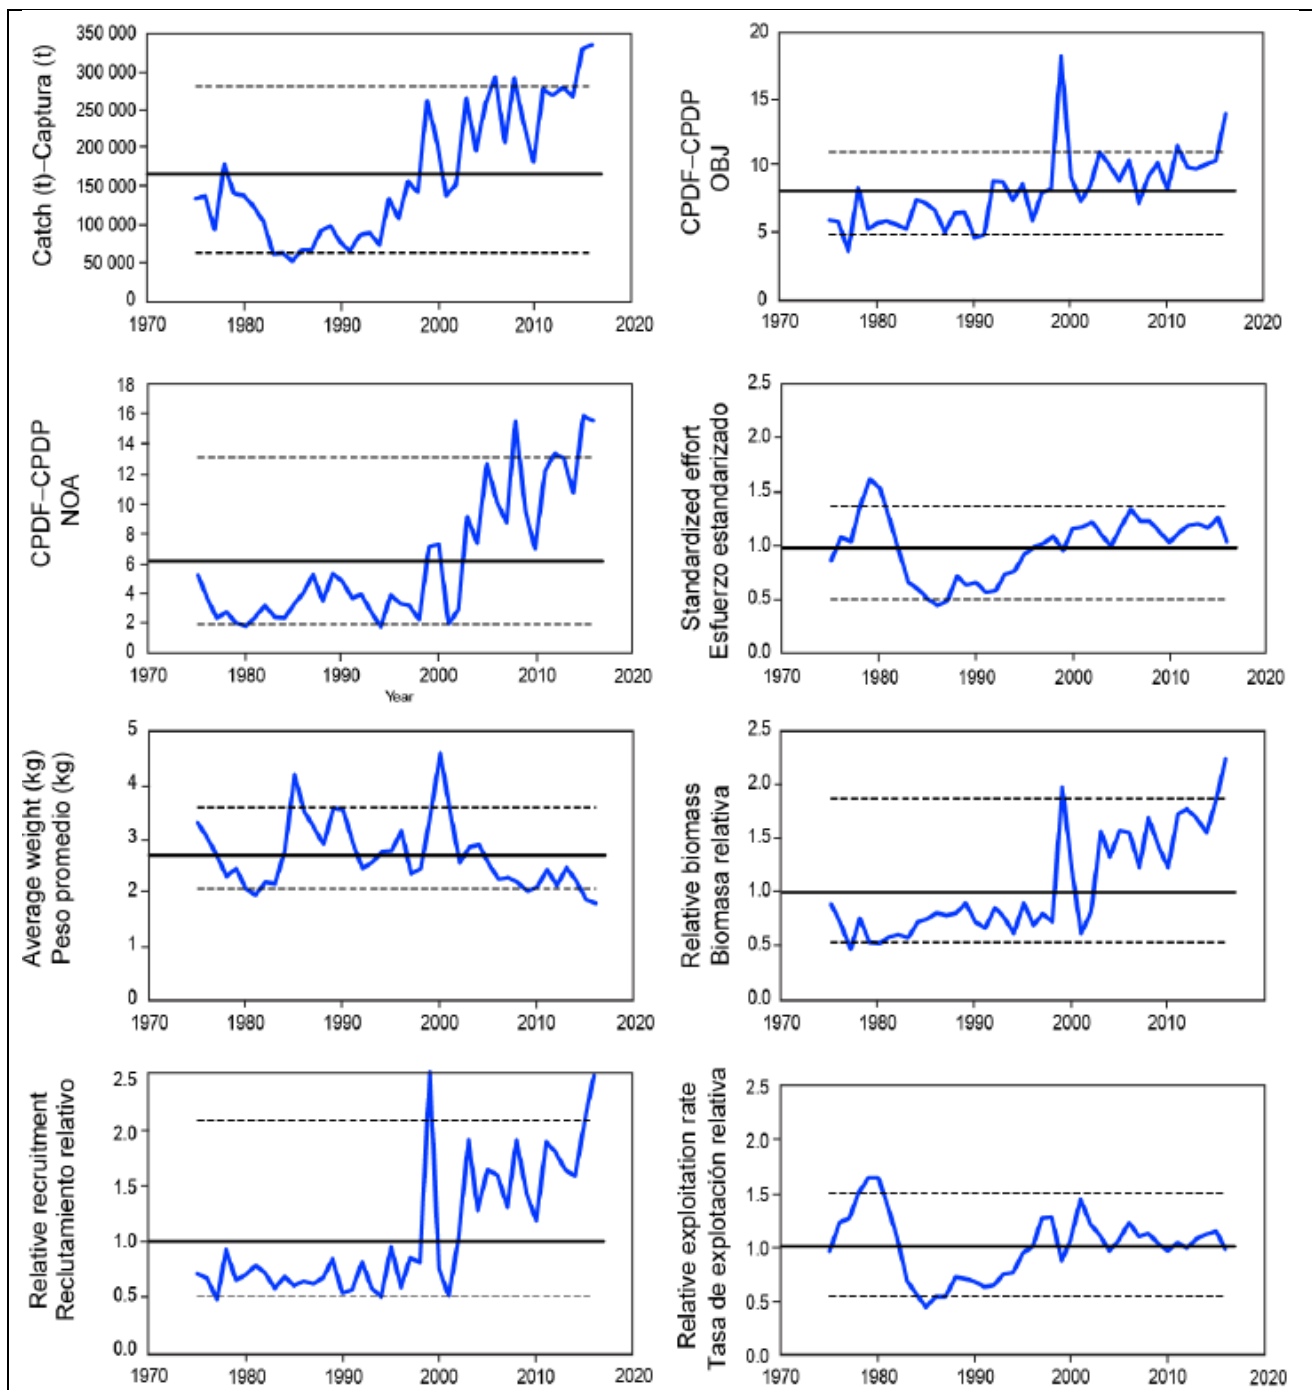 Catch (t)–Captura (t)
350 000
300 000
250 000
200 000
150 000
100 000
50 000
0
1970 1980 1990 2000 2010 2020
CPDF–CPDP
OBJ
20
15
10
5
0
1970 1980 1990 2000 2010 2020
CPDF–CPDP
NOA
18
16
14
12
10
8
6
4
2
0
1970 1980 1990 2000 2010 2020
Year
Standardized effort
Esfuerzo estandarizado
2.5
2.0
1.5
1.0
0.5
0.0
1970 1980 1990 2000 2010 2020
Average weight (kg)
Peso promedio (kg)
5
4
3
2
1
0
1970 1980 1990 2000 2010 2020
Relative biomass
Biomasa relativa
2.5
2.0
1.5
1.0
0.5
0.0
1970 1980 1990 2000 2010
Relative recruitment
Reclutamiento relativo
2.5
2.0
1.5
1.0
0.5
0.0
1970 1980 1990 2000 2010 2020
Relative exploitation rate
Tasa de explotación relativa
2.5
2.0
1.5
1.0
0.5
0.0
1970 1980 1990 2000 2010 2020